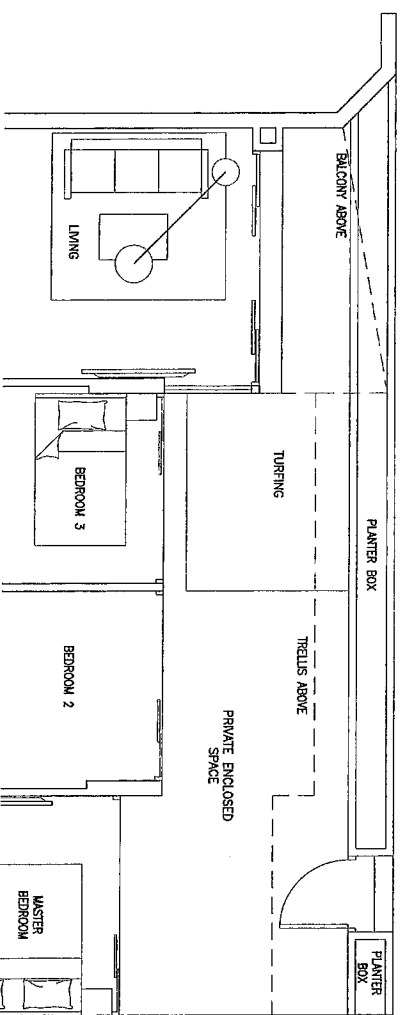 BALCONY ABOVE
LIVING
TURFING
PLANTER BOX
BEDROOM 3
TRELLIS ABOVE
BEDROOM 2
PRIVATE ENCLOSED
SPACE
MASTER
BEDROOM
PLANTER
BOX